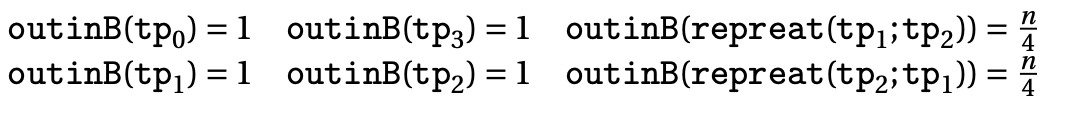 outinB(tp₀) = 1 outinB(tp₃) = 1 outinB(repreat(tp₁;tp₂)) = n/4
outinB(tp₁) = 1 outinB(tp₂) = 1 outinB(repreat(tp₂;tp₁)) = n/4